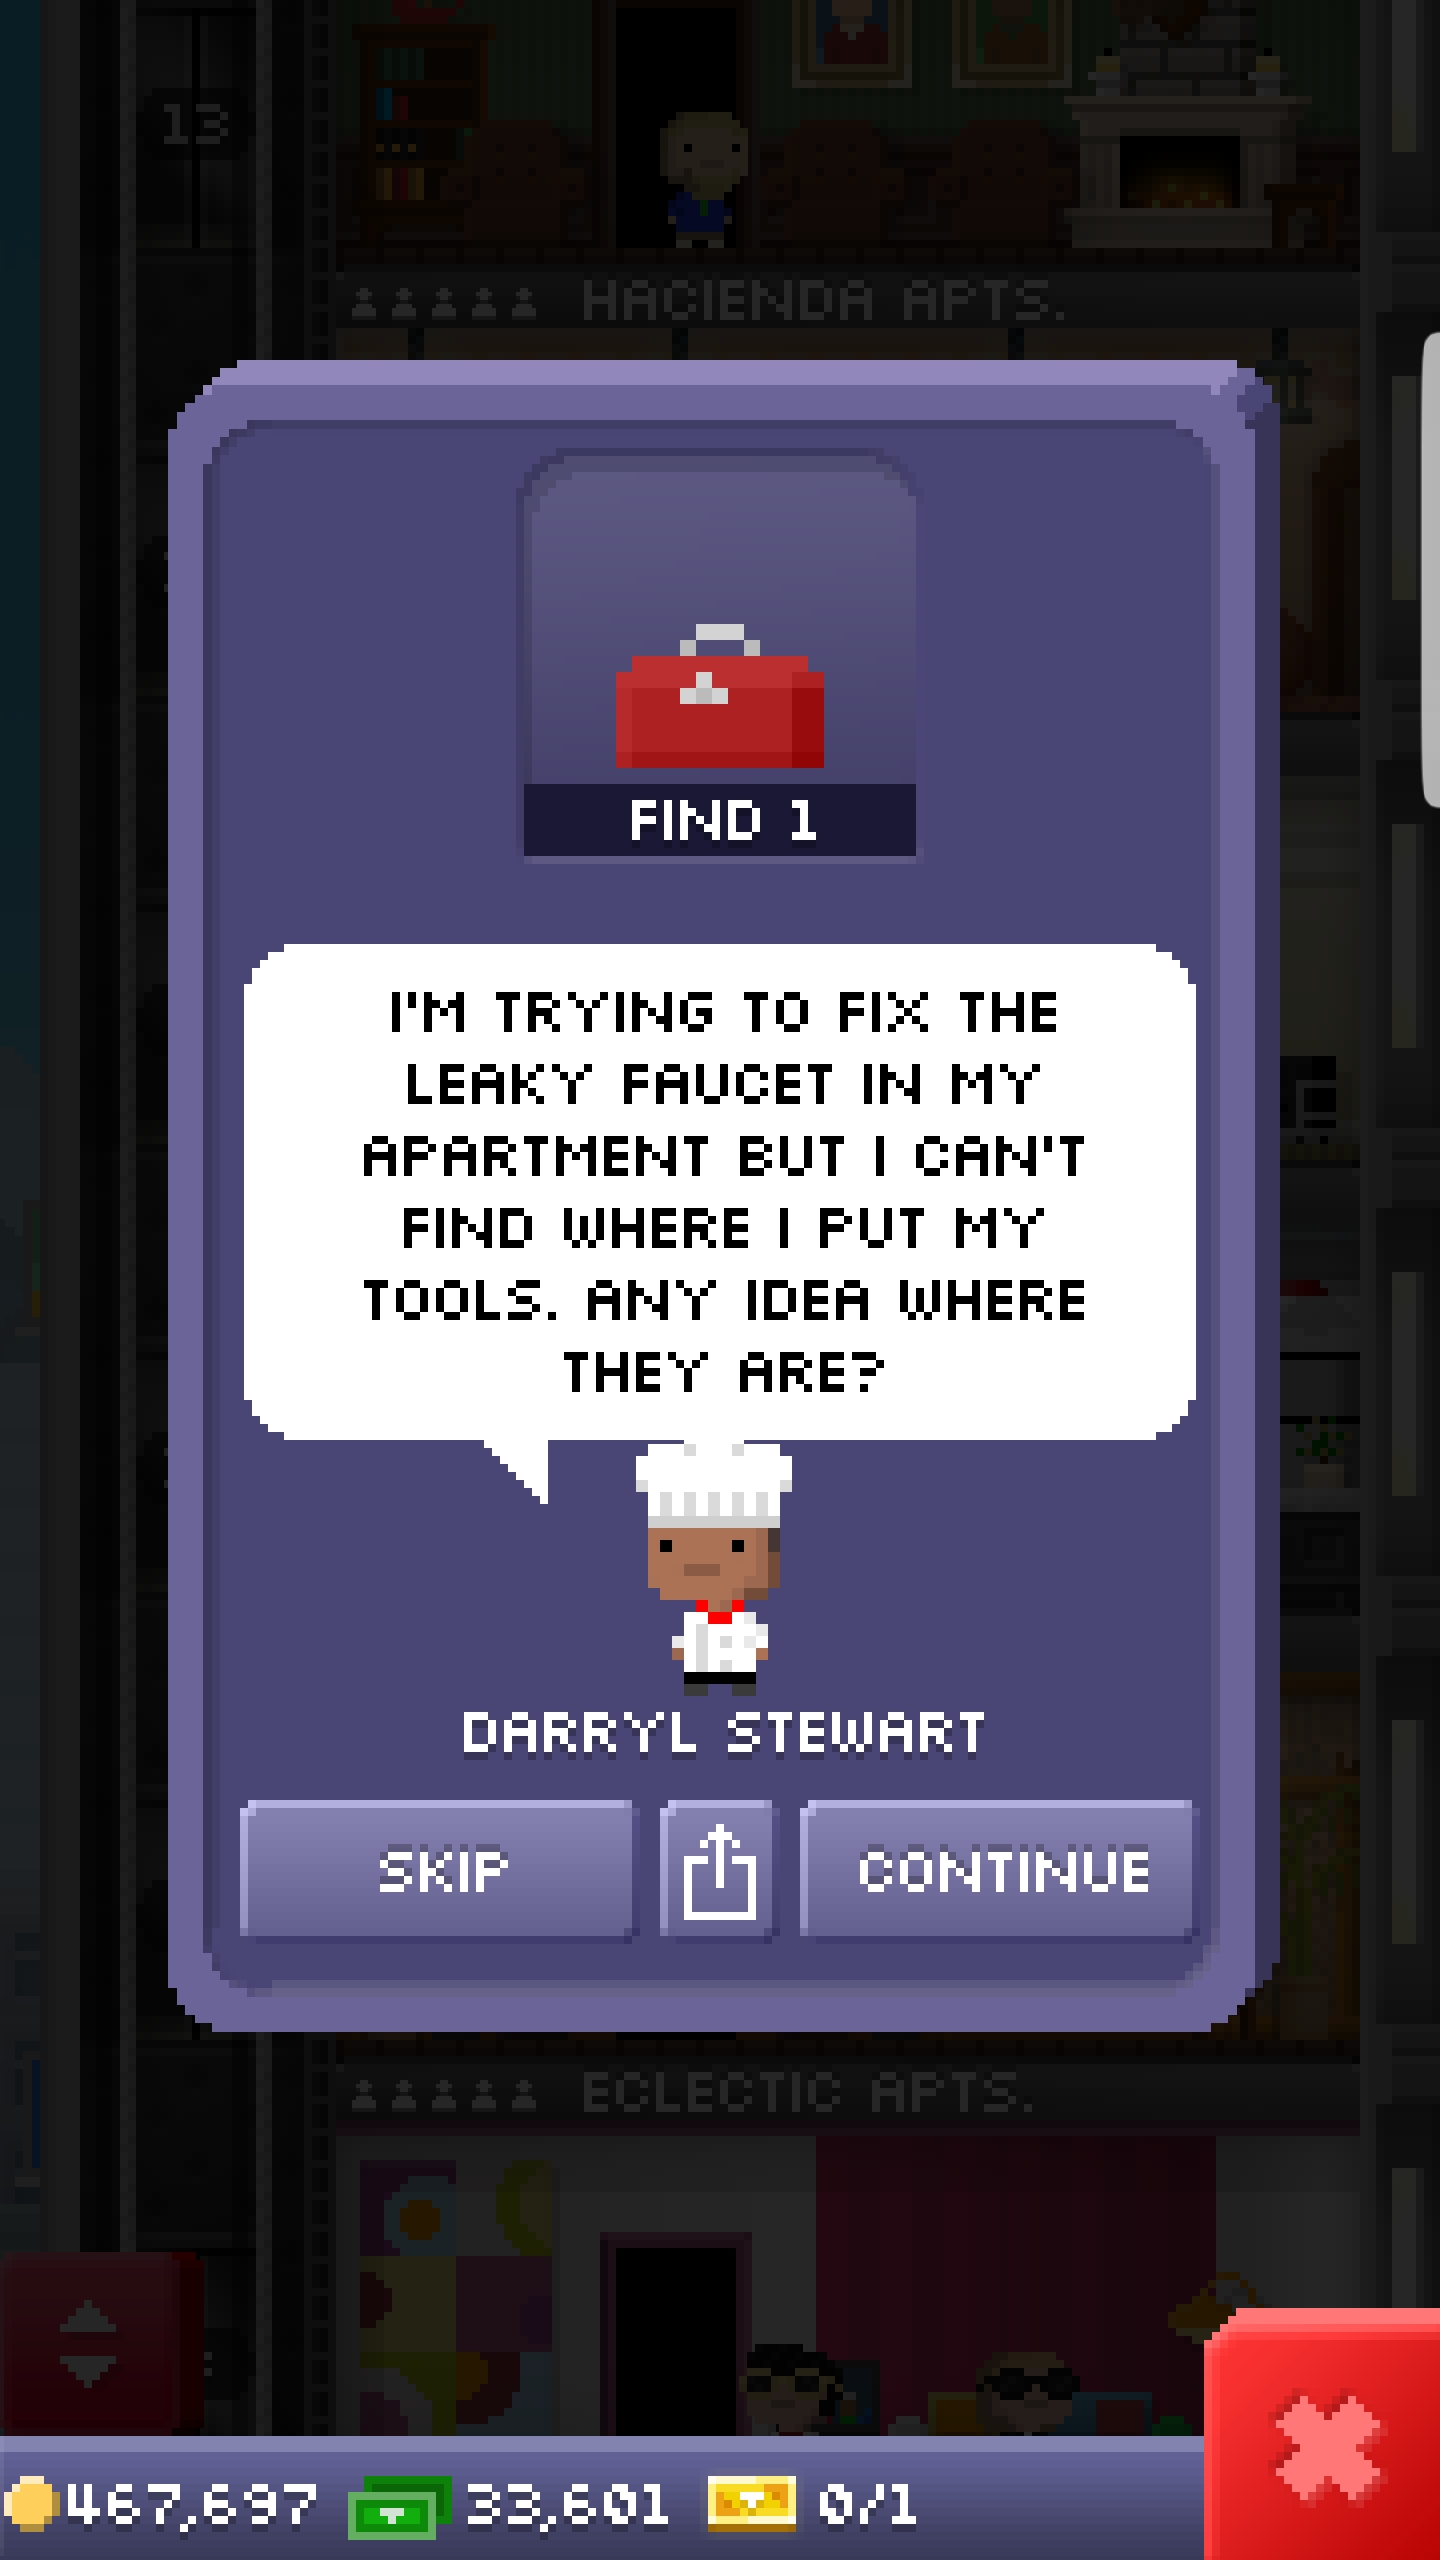 13
HACIENDA APTS.
FIND 1
I'M TRYING TO FIX THE
LEAKY FAUCET IN MY
APARTMENT BUT I CAN'T
FIND WHERE I PUT MY
TOOLS. ANY IDEA WHERE
THEY ARE?
DARRYL STEWART
SKIP
CONTINUE
ECLECTIC APTS.
467,697
33,601
0/1